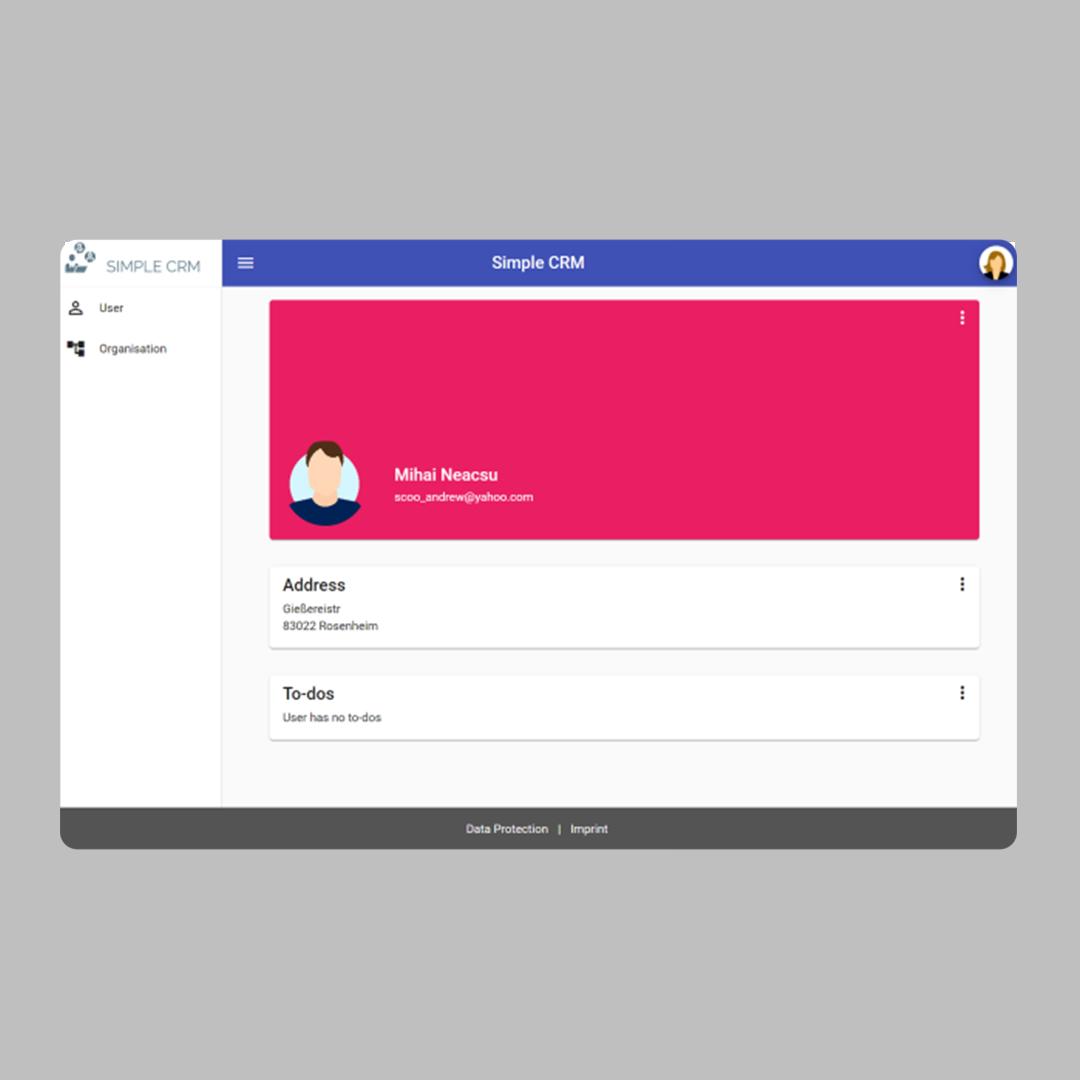 SIMPLE CRM
Simple CRM
User
Organisation
Mihai Neacsu
scoo_andrew@yahoo.com
Address
Gießereistr
83022 Rosenheim
To-dos
User has no to-dos
Data Protection | Imprint